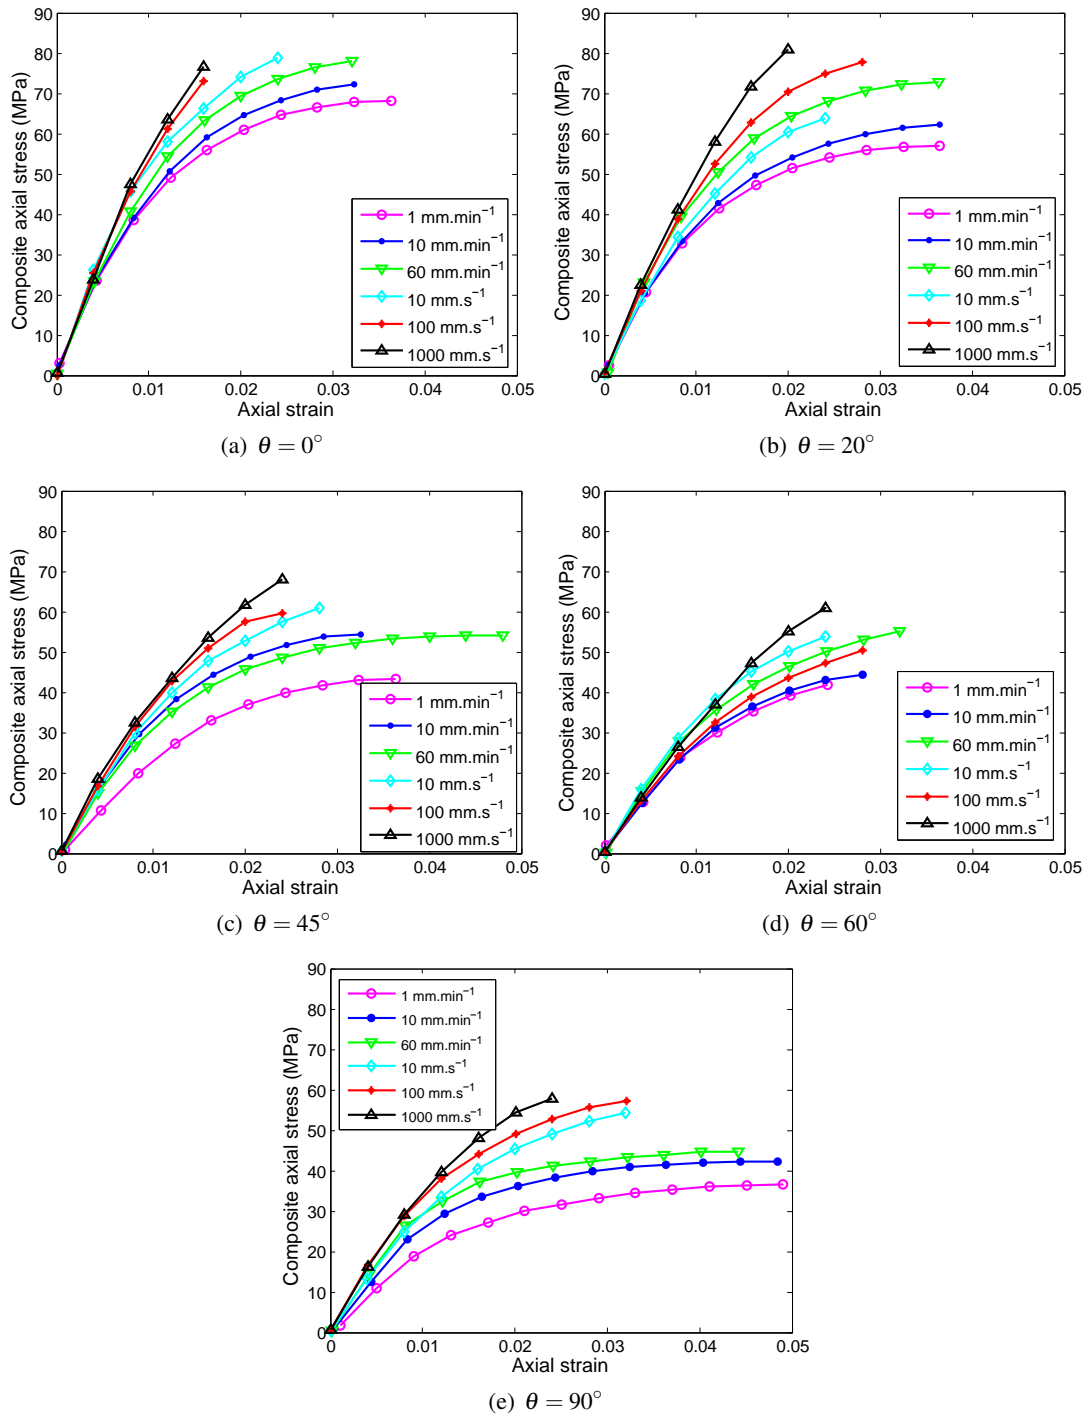 90
80
70
60
50
40
30
20
10
0
Composite axial stress (MPa)
0 0.01 0.02 0.03 0.04 0.05
Axial strain
1 mm.min⁻¹
10 mm.min⁻¹
60 mm.min⁻¹
10 mm.s⁻¹
100 mm.s⁻¹
1000 mm.s⁻¹
(a) θ = 0°
90
80
70
60
50
40
30
20
10
0
Composite axial stress (MPa)
0 0.01 0.02 0.03 0.04 0.05
Axial strain
1 mm.min⁻¹
10 mm.min⁻¹
60 mm.min⁻¹
10 mm.s⁻¹
100 mm.s⁻¹
1000 mm.s⁻¹
(b) θ = 20°
90
80
70
60
50
40
30
20
10
0
Composite axial stress (MPa)
0 0.01 0.02 0.03 0.04 0.05
Axial strain
1 mm.min⁻¹
10 mm.min⁻¹
60 mm.min⁻¹
10 mm.s⁻¹
100 mm.s⁻¹
1000 mm.s⁻¹
(c) θ = 45°
90
80
70
60
50
40
30
20
10
0
Composite axial stress (MPa)
0 0.01 0.02 0.03 0.04 0.05
Axial strain
1 mm.min⁻¹
10 mm.min⁻¹
60 mm.min⁻¹
10 mm.s⁻¹
100 mm.s⁻¹
1000 mm.s⁻¹
(d) θ = 60°
90
80
70
60
50
40
30
20
10
0
Composite axial stress (MPa)
0 0.01 0.02 0.03 0.04 0.05
Axial strain
1 mm.min⁻¹
10 mm.min⁻¹
60 mm.min⁻¹
10 mm.s⁻¹
100 mm.s⁻¹
1000 mm.s⁻¹
(e) θ = 90°